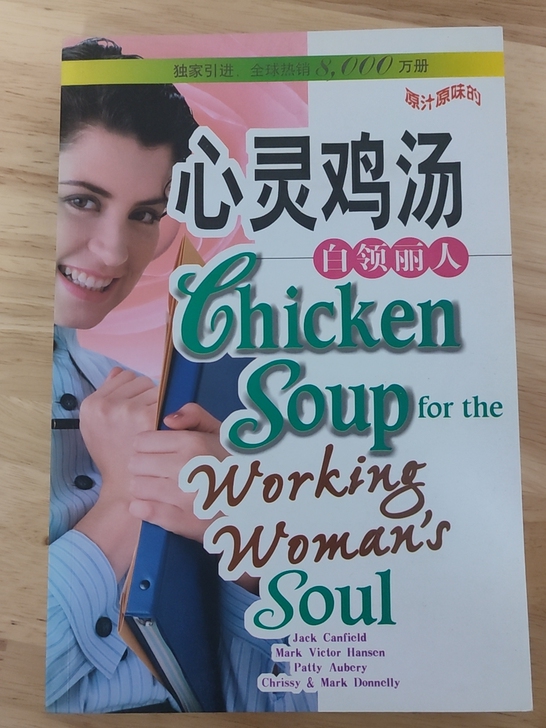 独家引进，全球热销8,000万册
原汁原味的
心灵鸡汤
白领丽人
Chicken
Soup for the
Working
Woman's
Soul
Jack Canfield
Mark Victor Hansen
Patty Aubery
Chrissy & Mark Donnelly